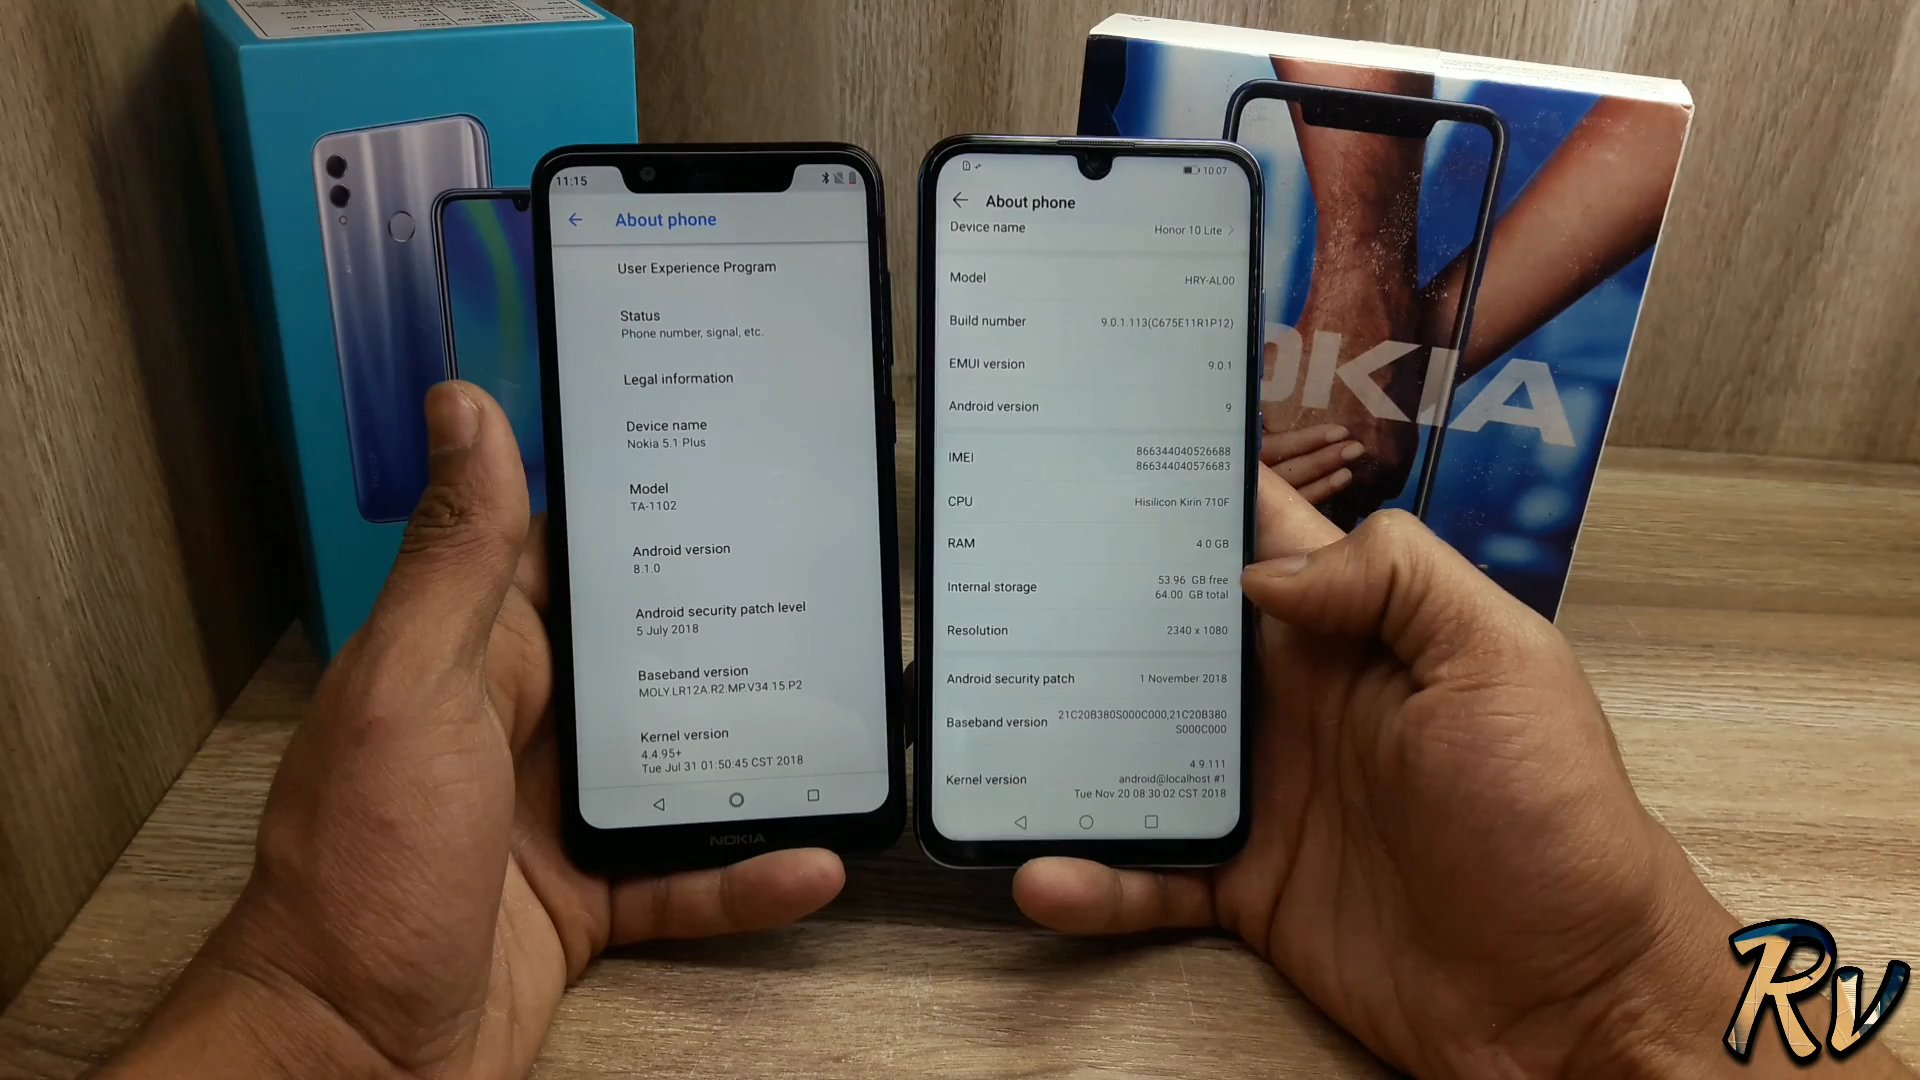 11:15
About phone
User Experience Program
Status
Phone number, signal, etc.
Legal information
Device name
Nokia 5.1 Plus
Model
TA-1102
Android version
8.1.0
Android security patch level
5 July 2018
Baseband version
MOLY.LR12A.R2.MP.V34.15.P2
Kernel version
4.4.95+
Tue Jul 31 01:50:45 CST 2018
NOKIA
10:07
About phone
Device name Honor 10 Lite
Model HRY-AL00
Build number 9.0.1.113(C675E11R1P12)
EMUI version 9.0.1
Android version 9
IMEI 866344040526688
866344040576683
CPU Hisilicon Kirin 710F
RAM 4.0 GB
Internal storage 53.96 GB free
64.00 GB total
Resolution 2340 x 1080
Android security patch 1 November 2018
Baseband version 21C20B380S000C000,21C20B380
S000C000
Kernel version 4.9.111
android@localhost #1
Tue Nov 20 08:30:02 CST 2018
OKIA
RV